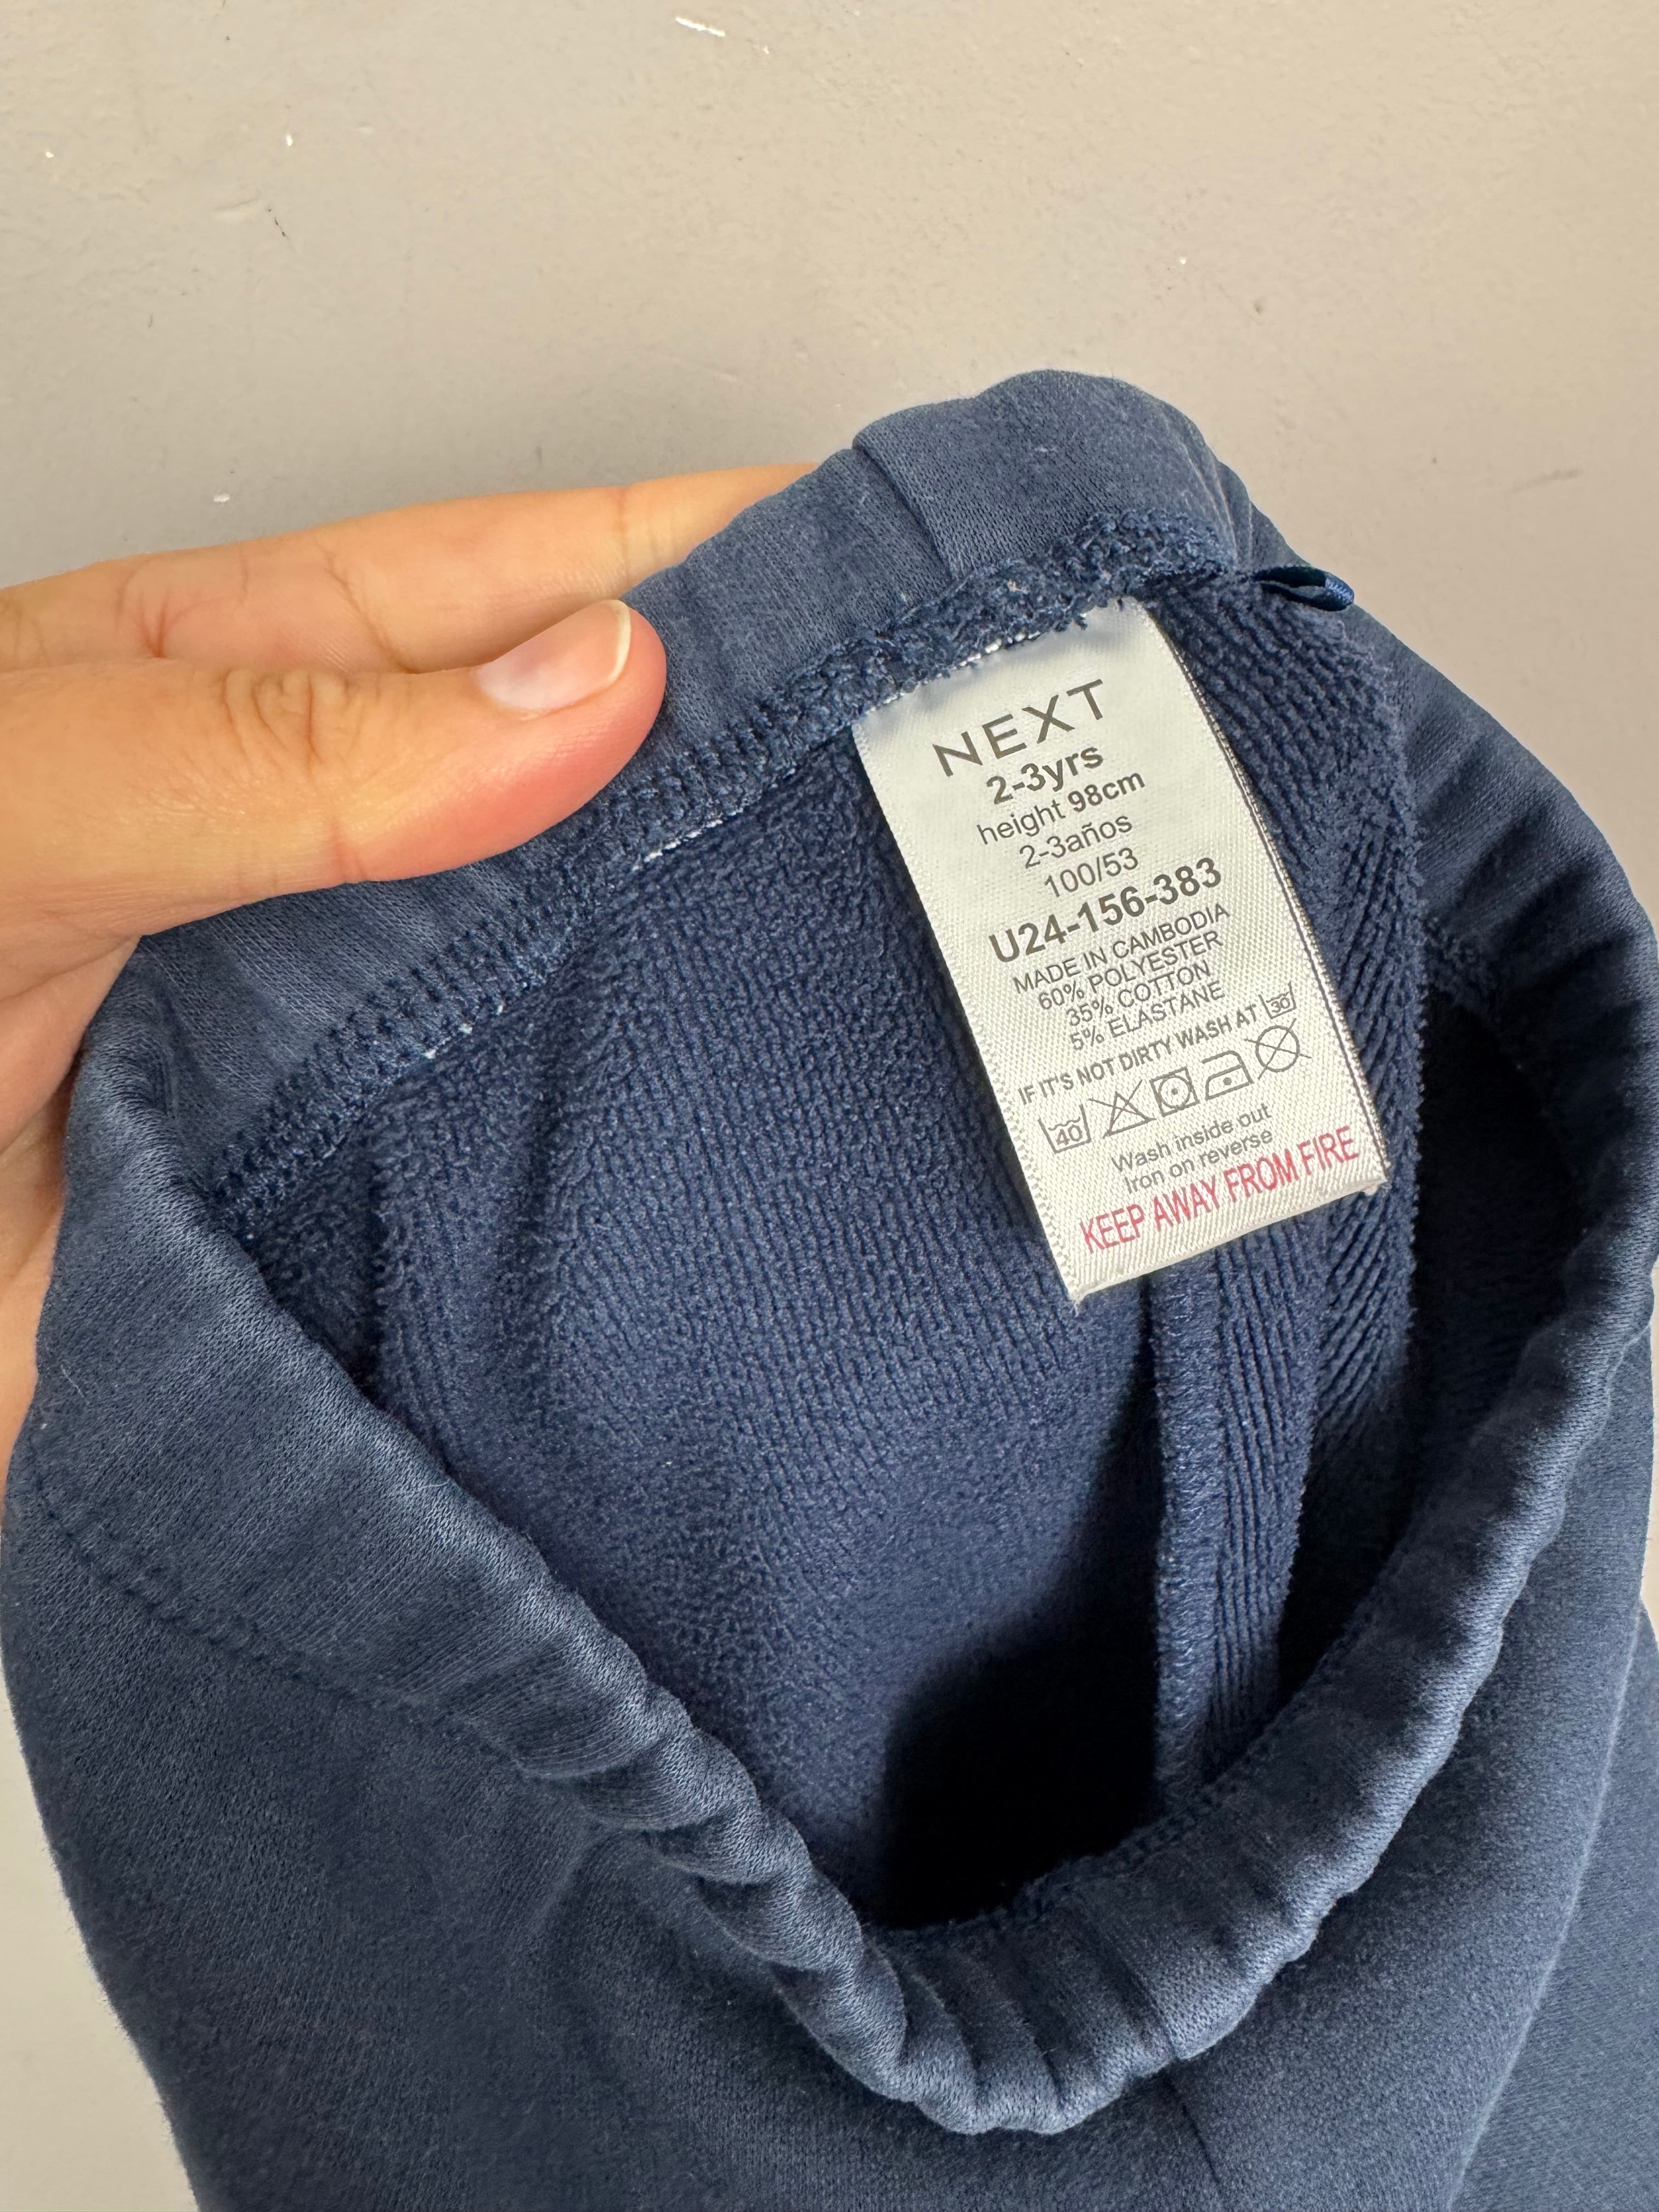 NEXT
2-3yrs
height 98cm
2-3años
100/53
U24-156-383
MADE IN CAMBODIA
60% POLYESTER
35% COTTON
5% ELASTANE
IF IT'S NOT DIRTY WASH AT 30
40
Wash inside out
Iron on reverse
KEEP AWAY FROM FIRE